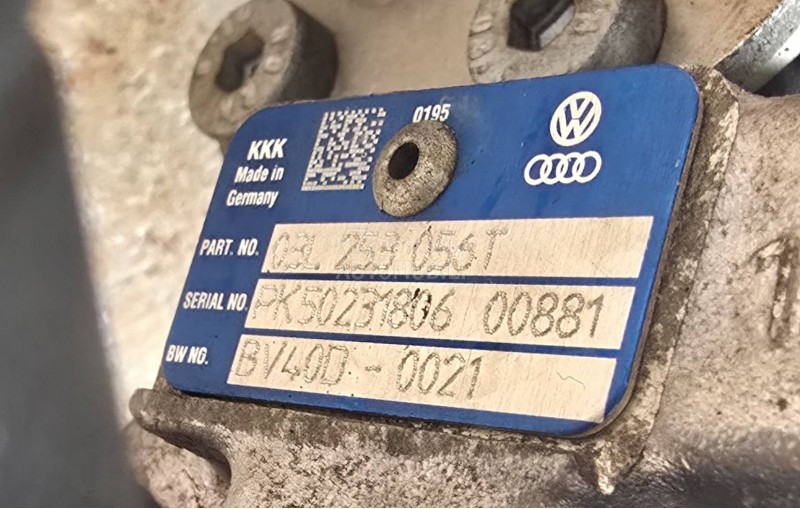 0195
KKK
Made in
Germany
PART. NO. 03L 253 056T
SERIAL NO. PK50231806 00881
BW NO. BV40D - 0021